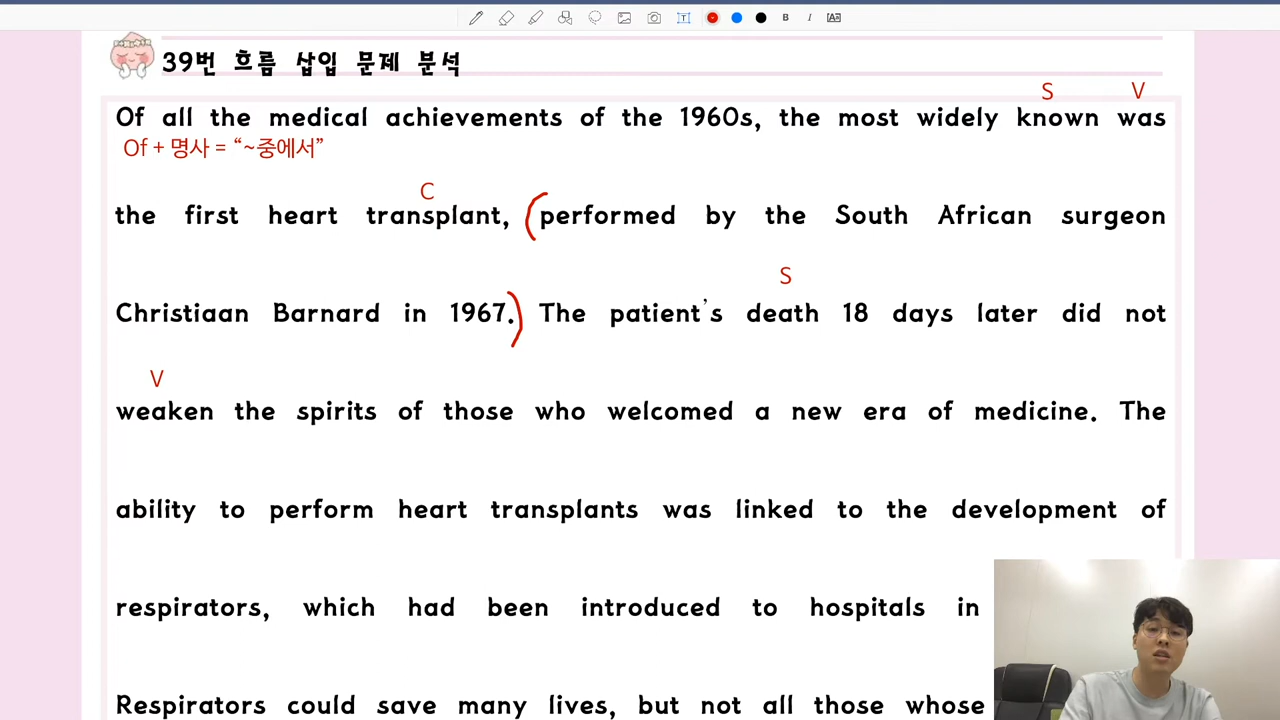 B I A
39번 흐름 삽입 문제 분석
S V
Of all the medical achievements of the 1960s, the most widely known was
Of + 명사 = “~중에서”
C
the first heart transplant, (performed by the South African surgeon
S
Christiaan Barnard in 1967.) The patient’s death 18 days later did not
V
weaken the spirits of those who welcomed a new era of medicine. The
ability to perform heart transplants was linked to the development of
respirators, which had been introduced to hospitals in
Respirators could save many lives, but not all those whose